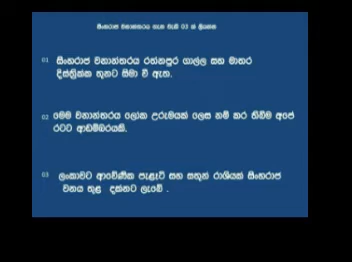 සිංහරාජ වනාන්තරය ගැන වැකි 03 ක් ලියන්න
01 සිංහරාජ වනාන්තරය රත්නපුර ගාල්ල සහ මාතර
දිස්ත්‍රික්ක තුනට සීමා වී ඇත.
02 මෙම වනාන්තරය ලෝක උරුමයක් ලෙස නම් කර තිබීම අපේ
රටට ආඩම්බරයකි.
03 ලංකාවට ආවේණික පැළෑටි සහ සතුන් රාශියක් සිංහරාජ
වනය තුළ දක්නට ලැබේ .